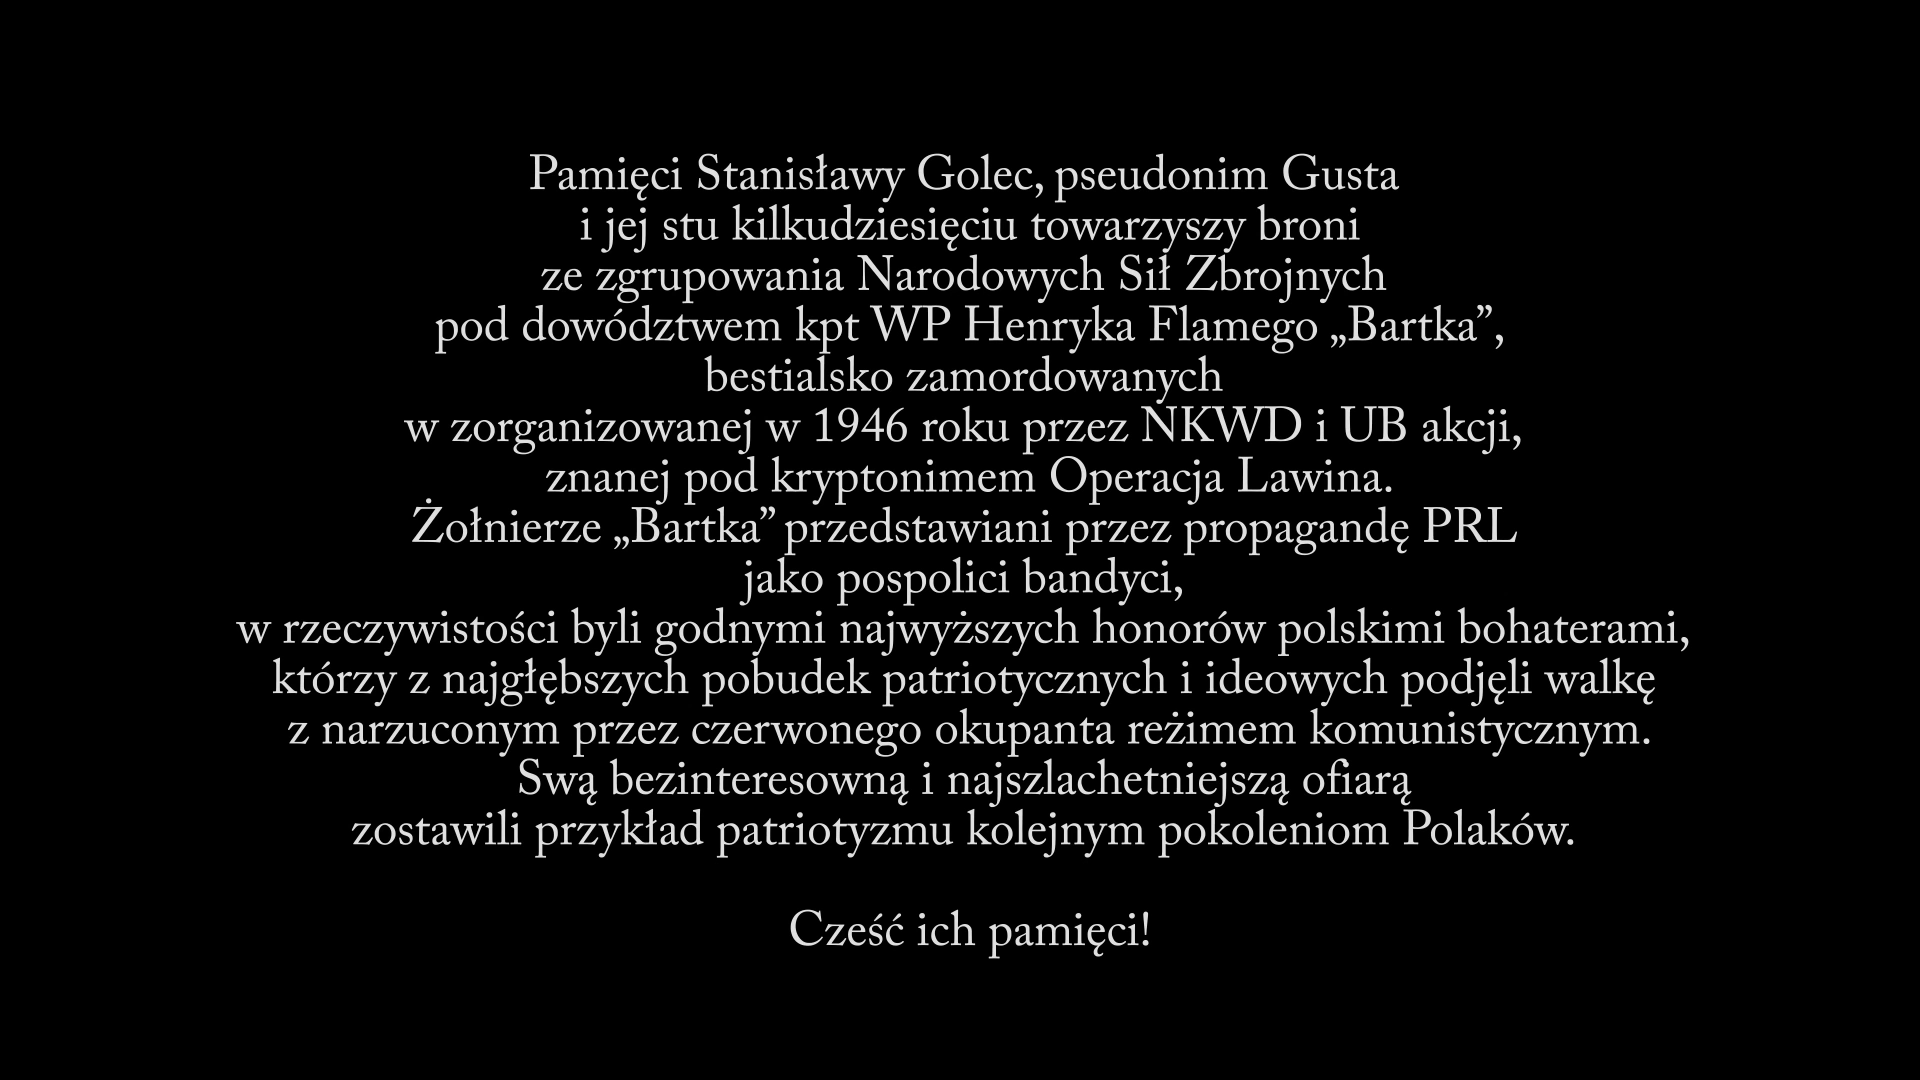 Pamięci Stanisławy Golec, pseudonim Gusta
i jej stu kilkudziesięciu towarzyszy broni
ze zgrupowania Narodowych Sił Zbrojnych
pod dowództwem kpt WP Henryka Flamego „Bartka”,
bestialsko zamordowanych
w zorganizowanej w 1946 roku przez NKWD i UB akcji,
znanej pod kryptonimem Operacja Lawina.
Żołnierze „Bartka” przedstawiani przez propagandę PRL
jako pospolici bandyci,
w rzeczywistości byli godnymi najwyższych honorów polskimi bohaterami,
którzy z najgłębszych pobudek patriotycznych i ideowych podjęli walkę
z narzuconym przez czerwonego okupanta reżimem komunistycznym.
Swą bezinteresowną i najszlachetniejszą ofiarą
zostawili przykład patriotyzmu kolejnym pokoleniom Polaków.
Cześć ich pamięci!